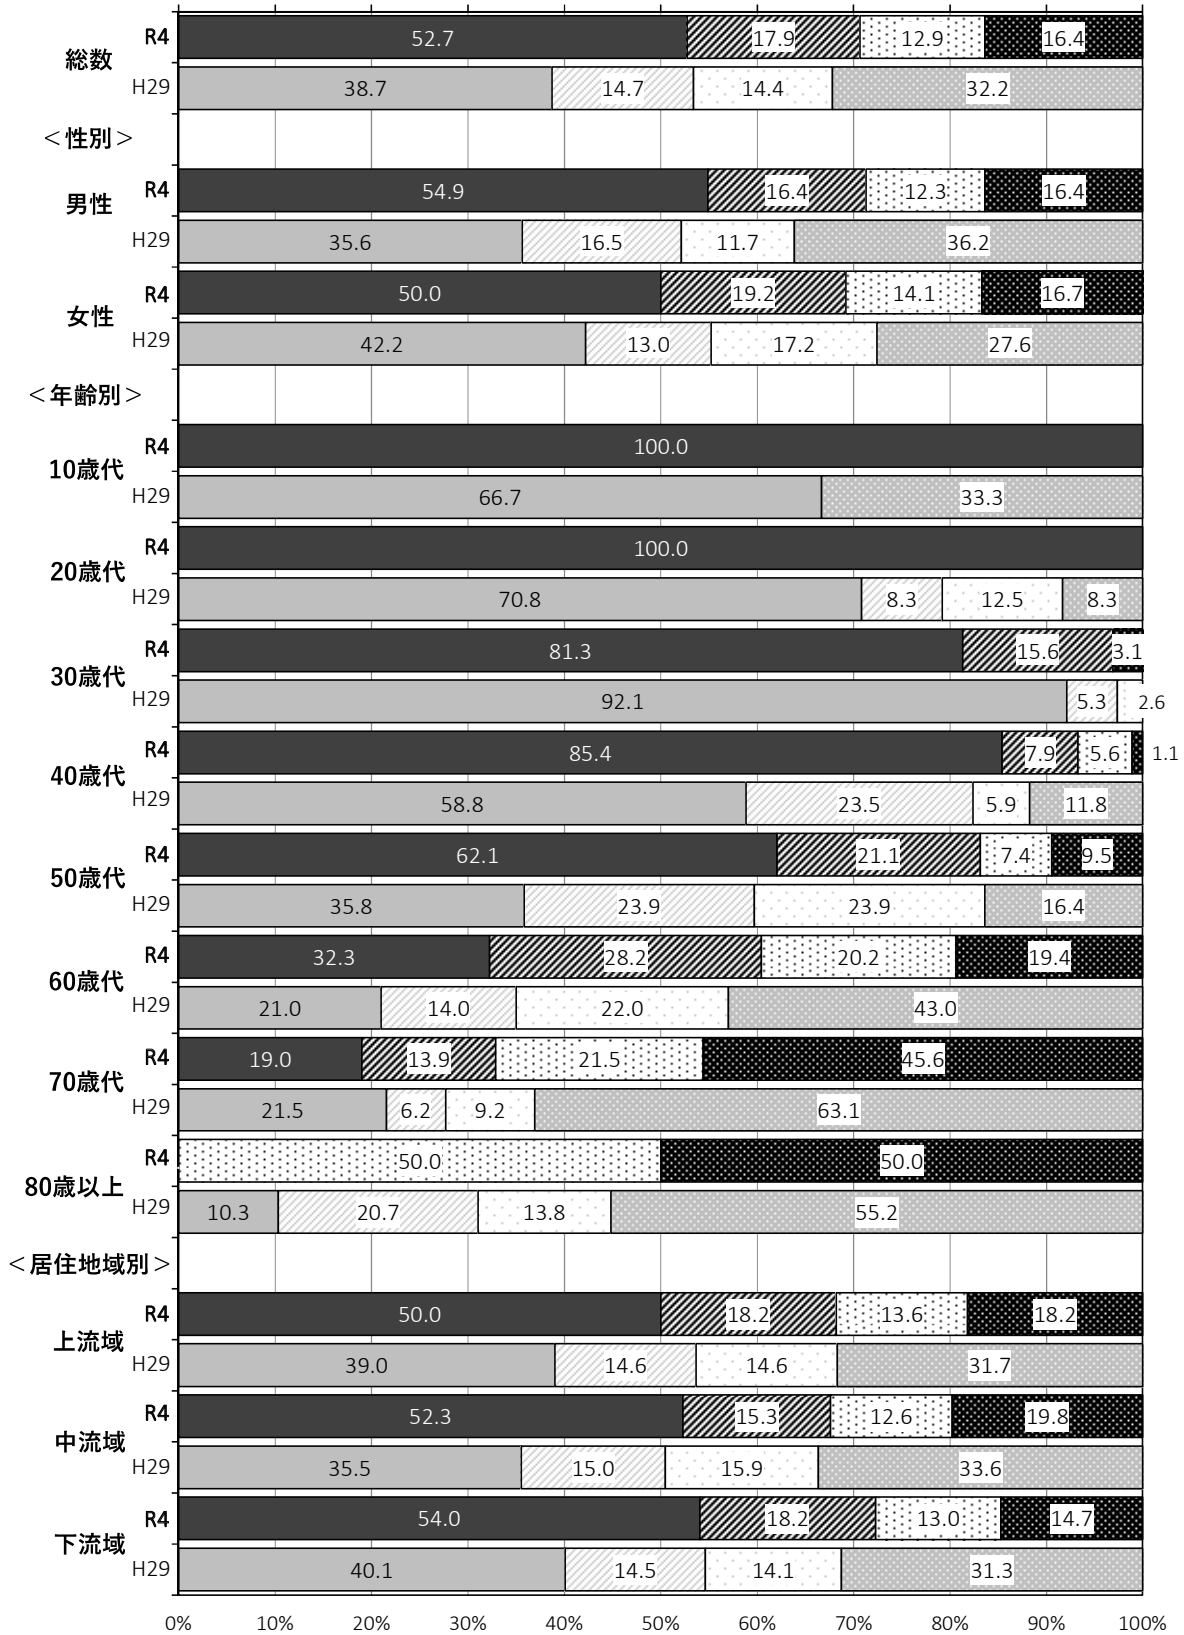 R4 52.7 17.9 12.9 16.4
総数
H29 38.7 14.7 14.4 32.2
＜性別＞
R4 54.9 16.4 12.3 16.4
男性
H29 35.6 16.5 11.7 36.2
R4 50.0 19.2 14.1 16.7
女性
H29 42.2 13.0 17.2 27.6
＜年齢別＞
R4 100.0
10歳代
H29 66.7 33.3
R4 100.0
20歳代
H29 70.8 8.3 12.5 8.3
R4 81.3 15.6 3.1
30歳代
H29 92.1 5.3 2.6
R4 85.4 7.9 5.6 1.1
40歳代
H29 58.8 23.5 5.9 11.8
R4 62.1 21.1 7.4 9.5
50歳代
H29 35.8 23.9 23.9 16.4
R4 32.3 28.2 20.2 19.4
60歳代
H29 21.0 14.0 22.0 43.0
R4 19.0 13.9 21.5 45.6
70歳代
H29 21.5 6.2 9.2 63.1
R4 50.0 50.0
80歳以上
H29 10.3 20.7 13.8 55.2
＜居住地域別＞
R4 50.0 18.2 13.6 18.2
上流域
H29 39.0 14.6 14.6 31.7
R4 52.3 15.3 12.6 19.8
中流域
H29 35.5 15.0 15.9 33.6
R4 54.0 18.2 13.0 14.7
下流域
H29 40.1 14.5 14.1 31.3
0% 10% 20% 30% 40% 50% 60% 70% 80% 90% 100%